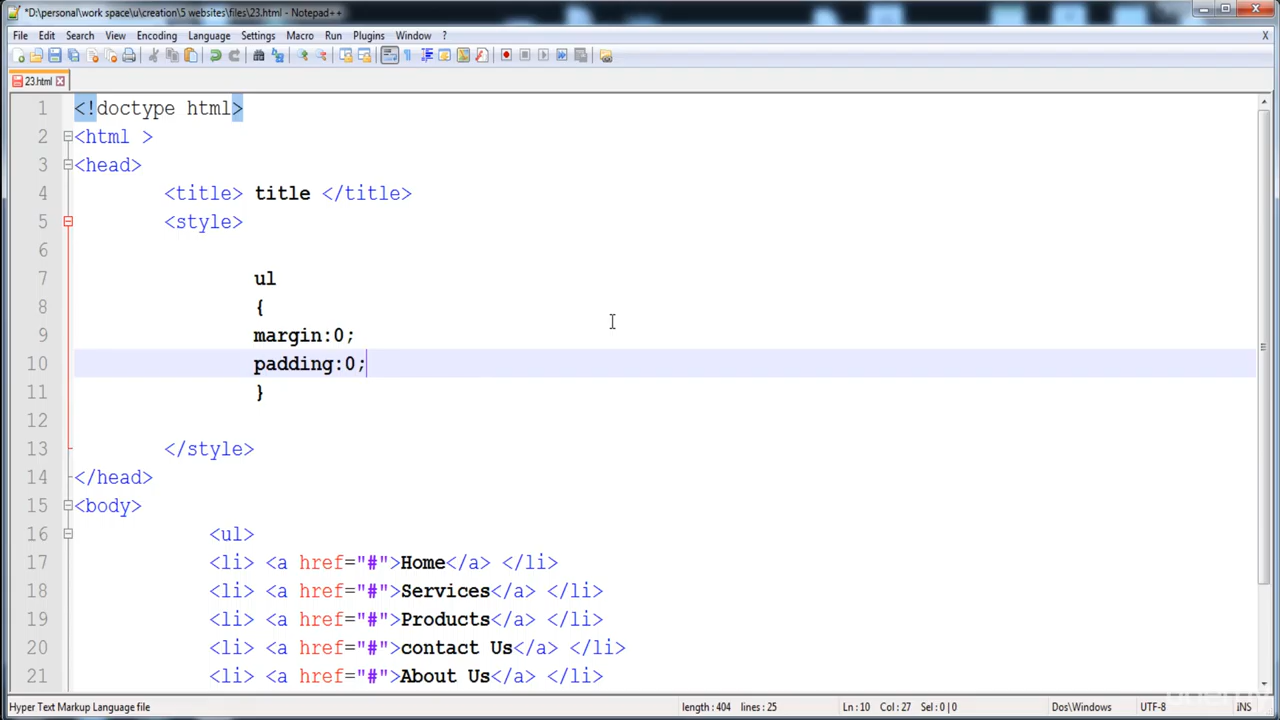 *D:\personal\work space\u\creation\5 websites\files\23.html - Notepad++
File Edit Search View Encoding Language Settings Macro Run Plugins Window ? X
23.html
1 <!doctype html>
2 <html >
3 <head>
4 <title> title </title>
5 <style>
6
7 ul
8 {
9 margin:0;
10 padding:0;
11 }
12
13 </style>
14 </head>
15 <body>
16 <ul>
17 <li> <a href="#">Home</a> </li>
18 <li> <a href="#">Services</a> </li>
19 <li> <a href="#">Products</a> </li>
20 <li> <a href="#">contact Us</a> </li>
21 <li> <a href="#">About Us</a> </li>
Hyper Text Markup Language file length : 404 lines : 25 Ln : 10 Col : 27 Sel : 0 | 0 Dos\Windows UTF-8 INS